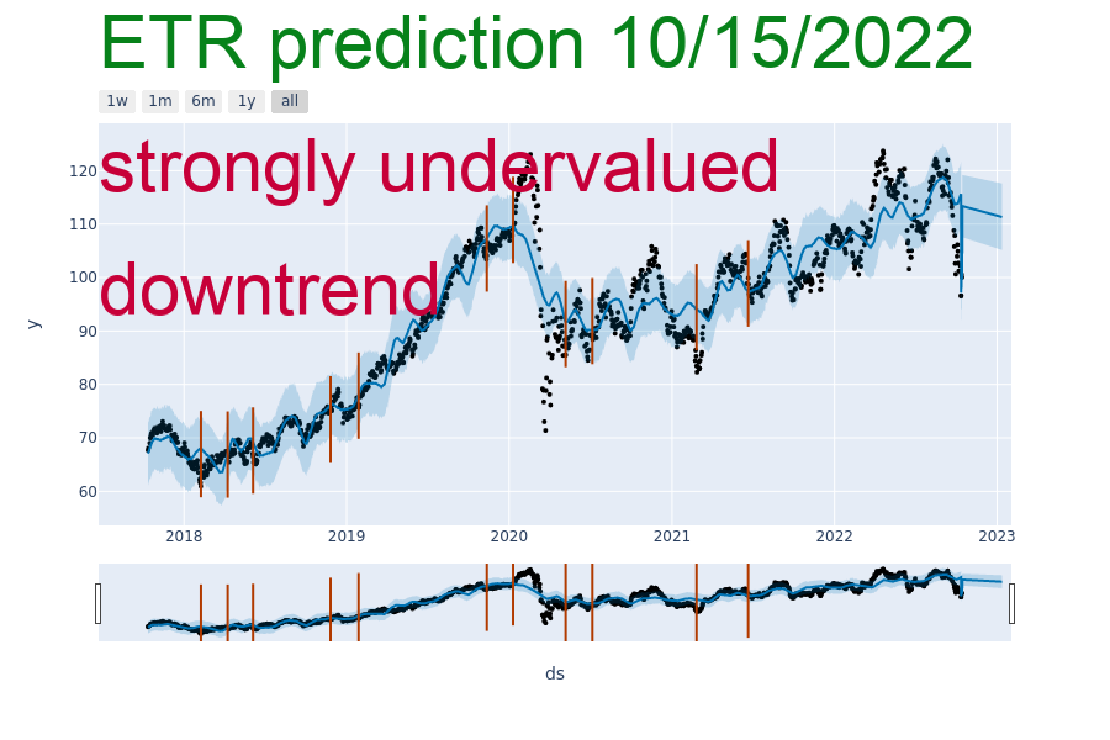 ETR prediction 10/15/2022
1w 1m 6m 1y all
strongly undervalued
downtrend
120
110
100
90
80
70
60
y
2018 2019 2020 2021 2022 2023
ds